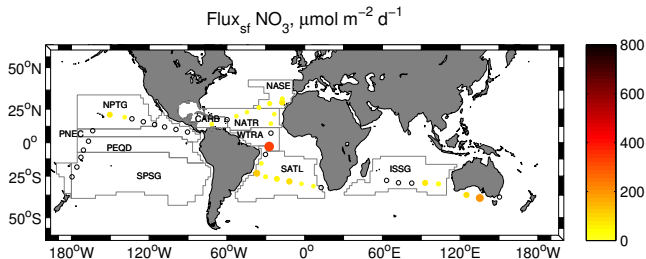 Flux_sf NO₃, μmol m⁻² d⁻¹
50°N
25°N
0°
25°S
50°S
NASE
NPTG
CARB
NATR
PNEC
WTRA
PEQD
SPSG
SATL
ISSG
180°W
120°W
60°W
0°
60°E
120°E
180°W
800
600
400
200
0